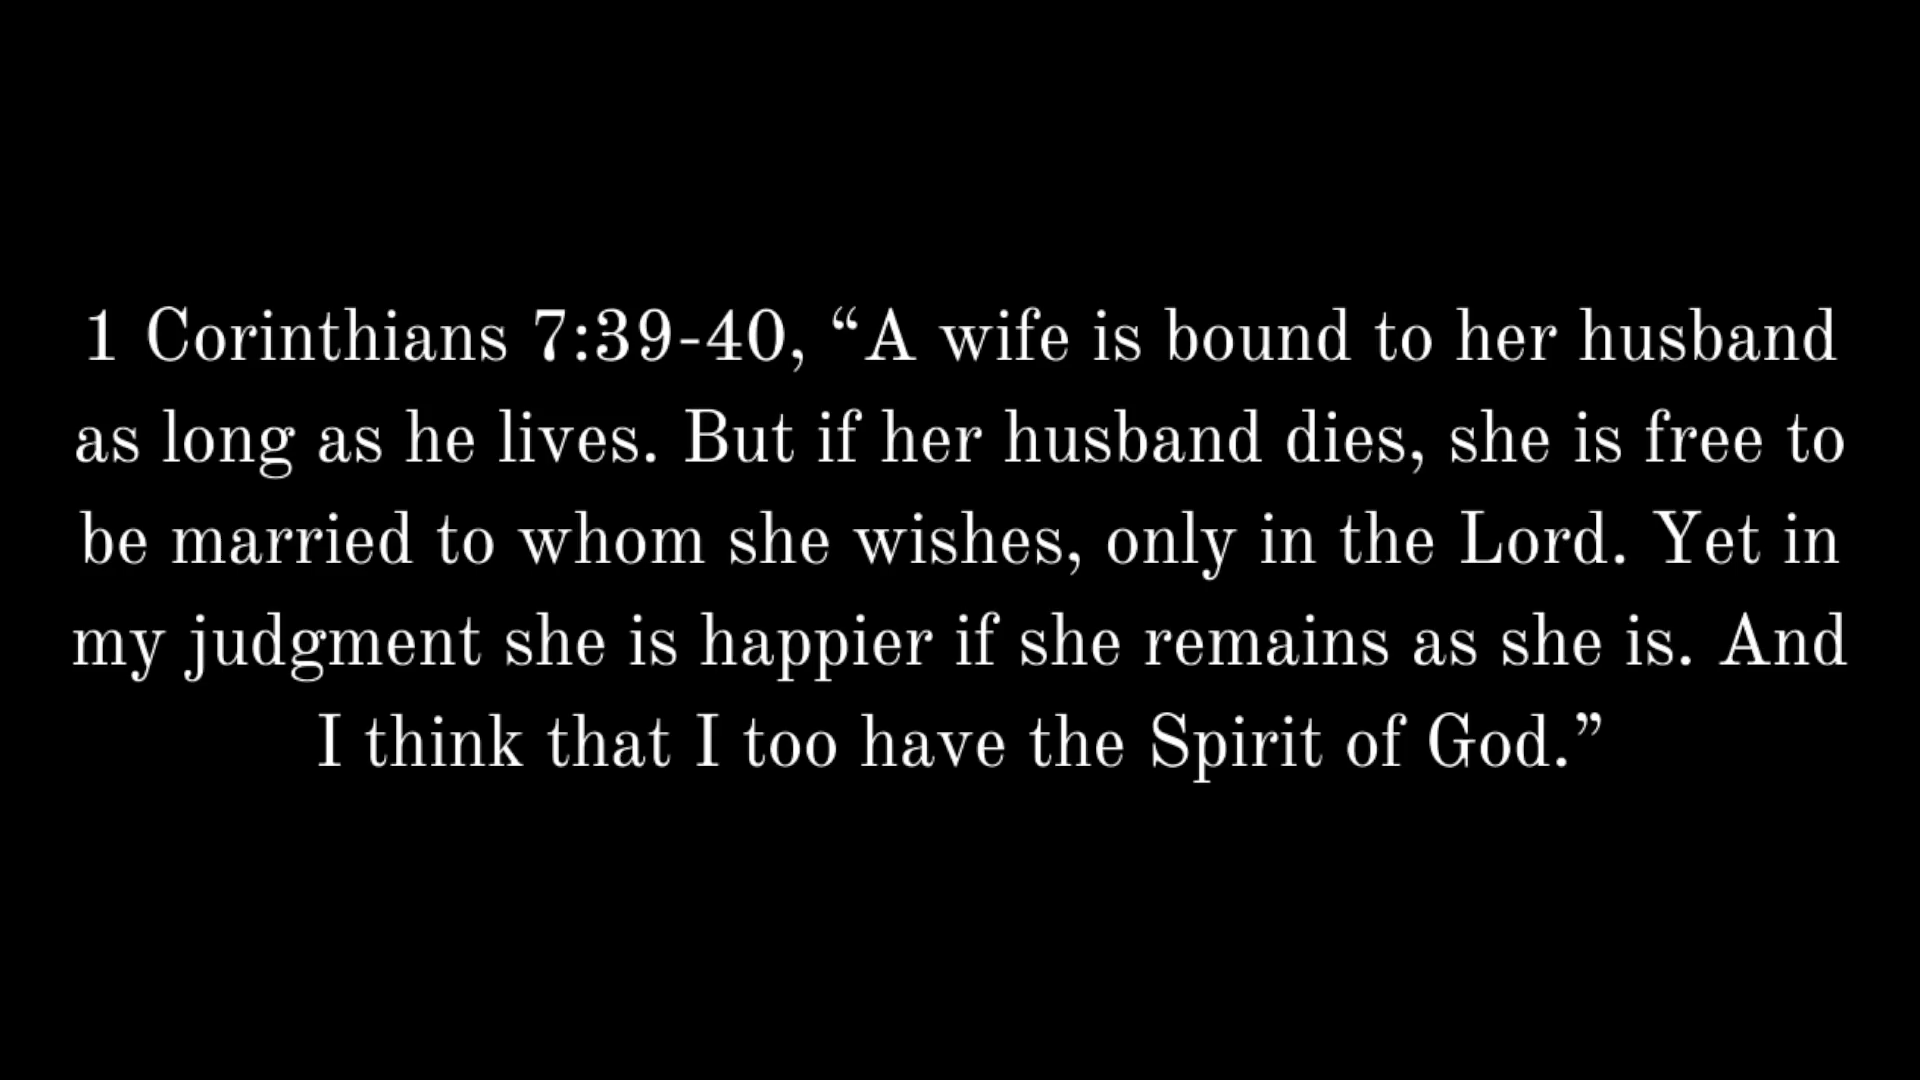 1 Corinthians 7:39-40, “A wife is bound to her husband
as long as he lives. But if her husband dies, she is free to
be married to whom she wishes, only in the Lord. Yet in
my judgment she is happier if she remains as she is. And
I think that I too have the Spirit of God.”